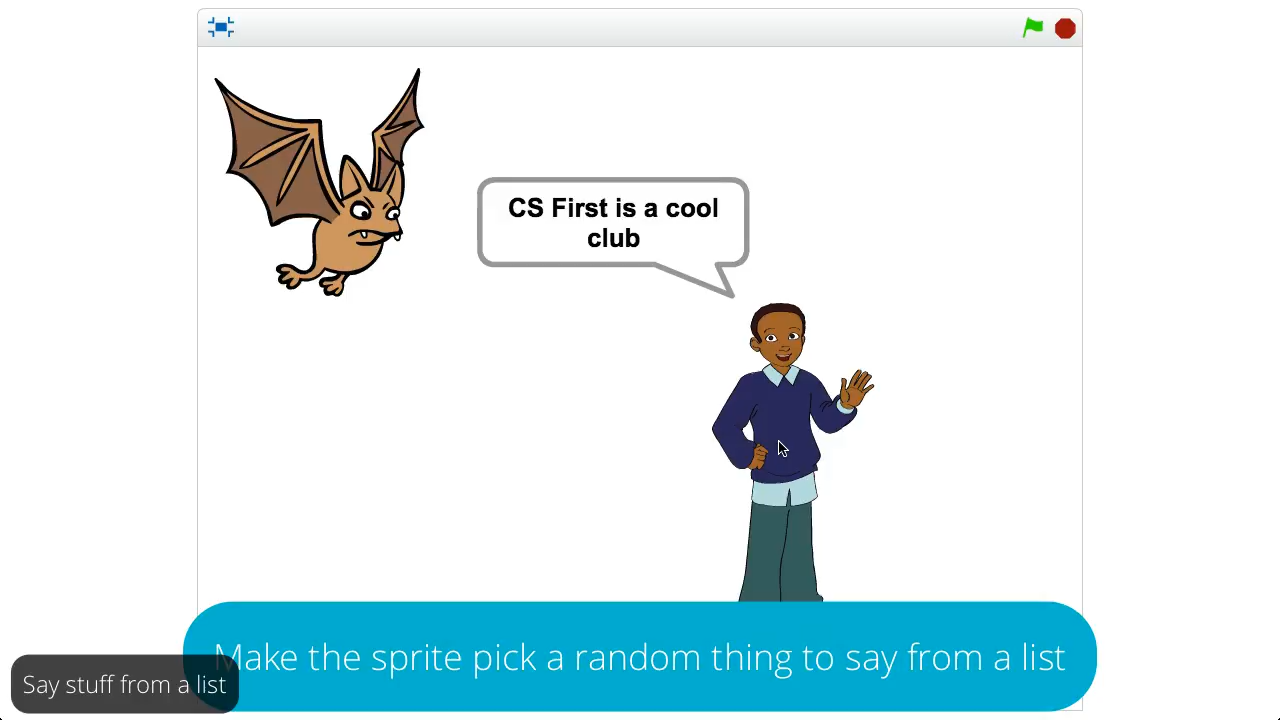 CS First is a cool
club
Make the sprite pick a random thing to say from a list
Say stuff from a list